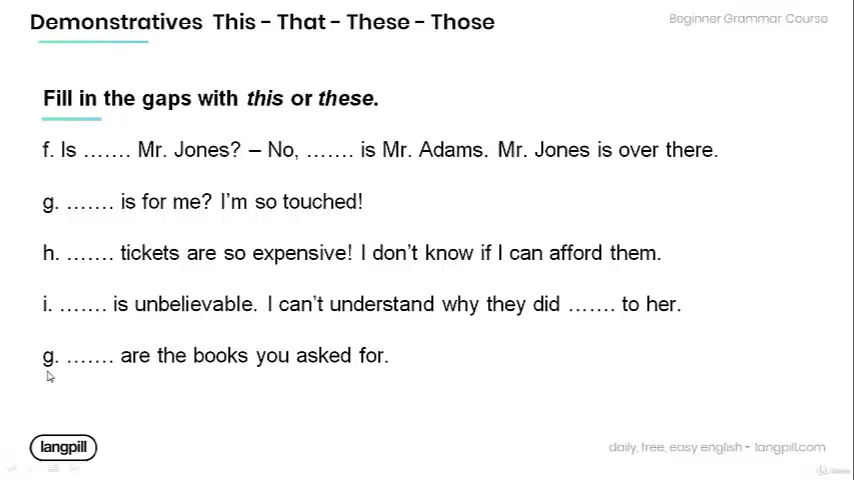 Demonstratives This - That - These - Those
Beginner Grammar Course
Fill in the gaps with this or these.
f. Is ……. Mr. Jones? – No, ……. is Mr. Adams. Mr. Jones is over there.
g. ……. is for me? I'm so touched!
h. ……. tickets are so expensive! I don't know if I can afford them.
i. ……. is unbelievable. I can't understand why they did ……. to her.
g. ……. are the books you asked for.
langpill
daily, free, easy english - langpill.com